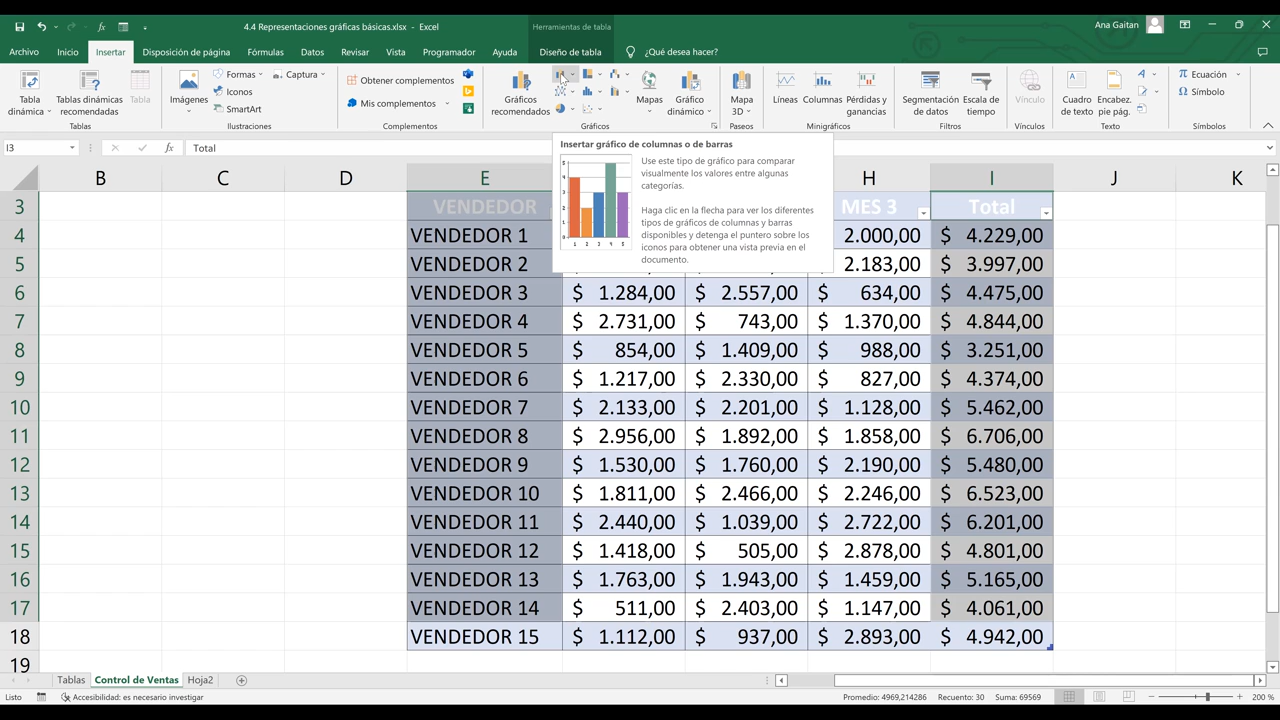 4.4 Representaciones gráficas básicas.xlsx - Excel
Herramientas de tabla
Ana Gaitan
Archivo Inicio Insertar Disposición de página Fórmulas Datos Revisar Vista Programador Ayuda Diseño de tabla ¿Qué desea hacer?
Tabla dinámica
Tablas dinámicas recomendadas
Tabla
Tablas
Imágenes
Formas
Iconos
SmartArt
Captura
Ilustraciones
Obtener complementos
Mis complementos
Complementos
Gráficos recomendados
Mapas
Gráfico dinámico
Gráficos
Mapa 3D
Paseos
Líneas
Columnas
Pérdidas y ganancias
Minigráficos
Segmentación de datos
Escala de tiempo
Filtros
Vínculo
Vínculos
Cuadro de texto
Encabez. pie pág.
Texto
Ecuación
Símbolo
Símbolos
I3 fx Total
Insertar gráfico de columnas o de barras
Use este tipo de gráfico para comparar
visualmente los valores entre algunas
categorías.
Haga clic en la flecha para ver los diferentes
tipos de gráficos de columnas y barras
disponibles y detenga el puntero sobre los
iconos para obtener una vista previa en el
documento.
5
4
3
2
1
0
1 2 3 4 5
B C D E H I J K
3 VENDEDOR MES 3 Total
4 VENDEDOR 1 2.000,00 $ 4.229,00
5 VENDEDOR 2 2.183,00 $ 3.997,00
6 VENDEDOR 3 $ 1.284,00 $ 2.557,00 $ 634,00 $ 4.475,00
7 VENDEDOR 4 $ 2.731,00 $ 743,00 $ 1.370,00 $ 4.844,00
8 VENDEDOR 5 $ 854,00 $ 1.409,00 $ 988,00 $ 3.251,00
9 VENDEDOR 6 $ 1.217,00 $ 2.330,00 $ 827,00 $ 4.374,00
10 VENDEDOR 7 $ 2.133,00 $ 2.201,00 $ 1.128,00 $ 5.462,00
11 VENDEDOR 8 $ 2.956,00 $ 1.892,00 $ 1.858,00 $ 6.706,00
12 VENDEDOR 9 $ 1.530,00 $ 1.760,00 $ 2.190,00 $ 5.480,00
13 VENDEDOR 10 $ 1.811,00 $ 2.466,00 $ 2.246,00 $ 6.523,00
14 VENDEDOR 11 $ 2.440,00 $ 1.039,00 $ 2.722,00 $ 6.201,00
15 VENDEDOR 12 $ 1.418,00 $ 505,00 $ 2.878,00 $ 4.801,00
16 VENDEDOR 13 $ 1.763,00 $ 1.943,00 $ 1.459,00 $ 5.165,00
17 VENDEDOR 14 $ 511,00 $ 2.403,00 $ 1.147,00 $ 4.061,00
18 VENDEDOR 15 $ 1.112,00 $ 937,00 $ 2.893,00 $ 4.942,00
19
Tablas Control de Ventas Hoja2
Listo Accesibilidad: es necesario investigar Promedio: 4969,214286 Recuento: 30 Suma: 69569 200 %